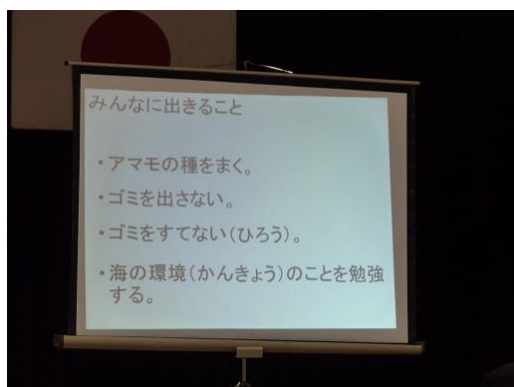 みんなに出きること
・アマモの種をまく。
・ゴミを出さない。
・ゴミをすてない(ひろう)。
・海の環境(かんきょう)のことを勉強
する。